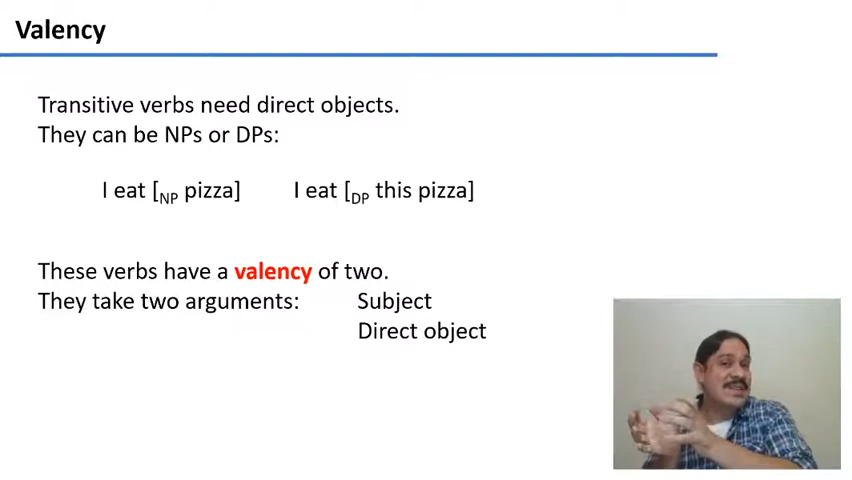 Valency
Transitive verbs need direct objects.
They can be NPs or DPs:
I eat [NP pizza] I eat [DP this pizza]
These verbs have a valency of two.
They take two arguments: Subject
Direct object